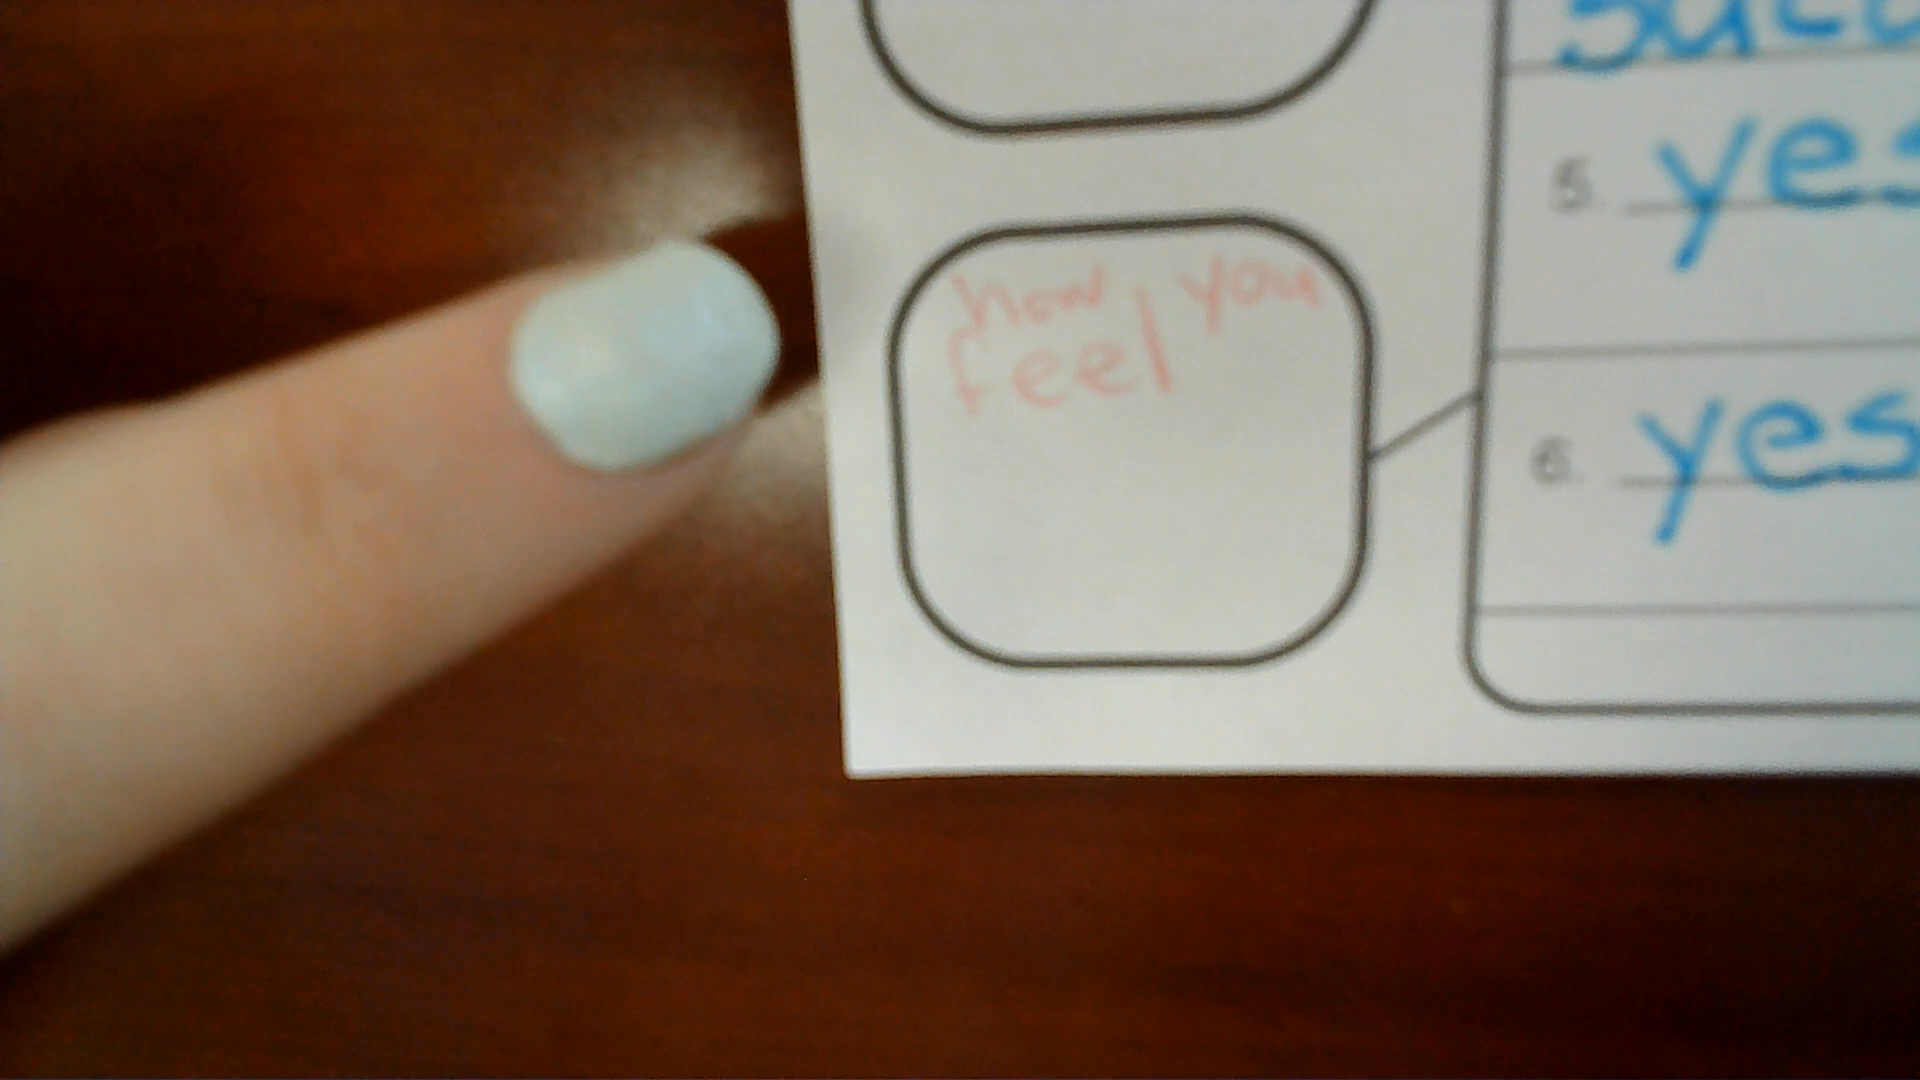 how you
feel
5. yes
6. yes